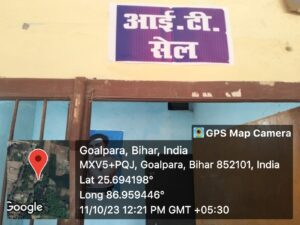 आई.टी.
सेल
GPS Map Camera
Goalpara, Bihar, India
MXV5+PQJ, Goalpara, Bihar 852101, India
Lat 25.694198°
Long 86.959446°
11/10/23 12:21 PM GMT +05:30
Google